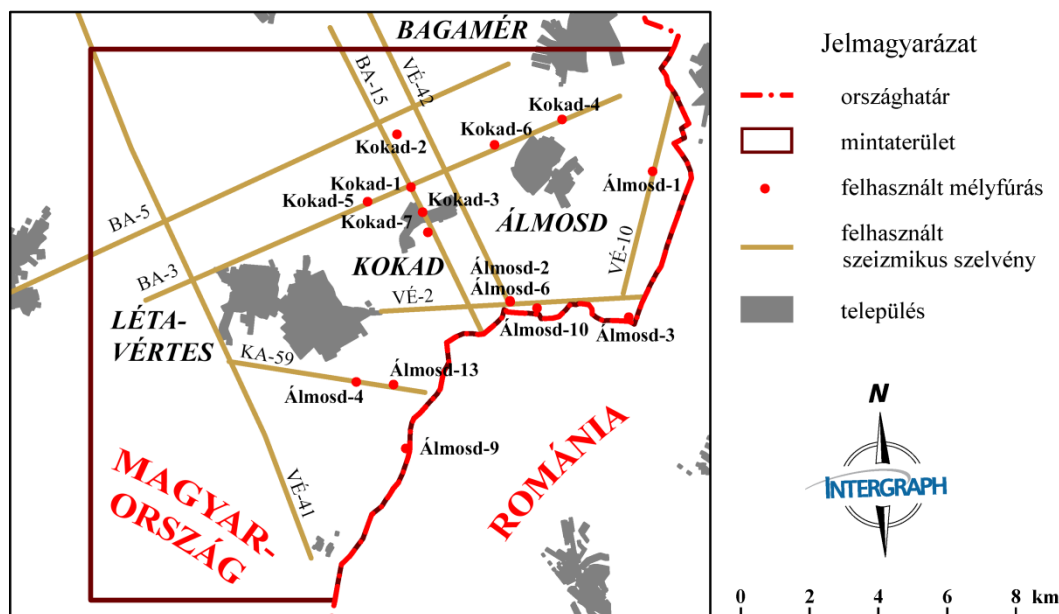 BAGAMÉR
BA-15
VÉ-42
Kokad-4
Kokad-6
Kokad-2
Kokad-1
Kokad-5
Kokad-3
Kokad-7
Álmosd-1
BA-5
BA-3
ÁLMOSD
VÉ-10
KOKAD
Álmosd-2
Álmosd-6
VÉ-2
Álmosd-10
Álmosd-3
LÉTA-
VÉRTES
KA-59
Álmosd-13
Álmosd-4
Álmosd-9
VÉ-41
MAGYAR-
ORSZÁG
ROMÁNIA
Jelmagyarázat
országhatár
mintaterület
felhasznált mélyfúrás
felhasznált
szeizmikus szelvény
település
N
INTERGRAPH
0 2 4 6 8 km